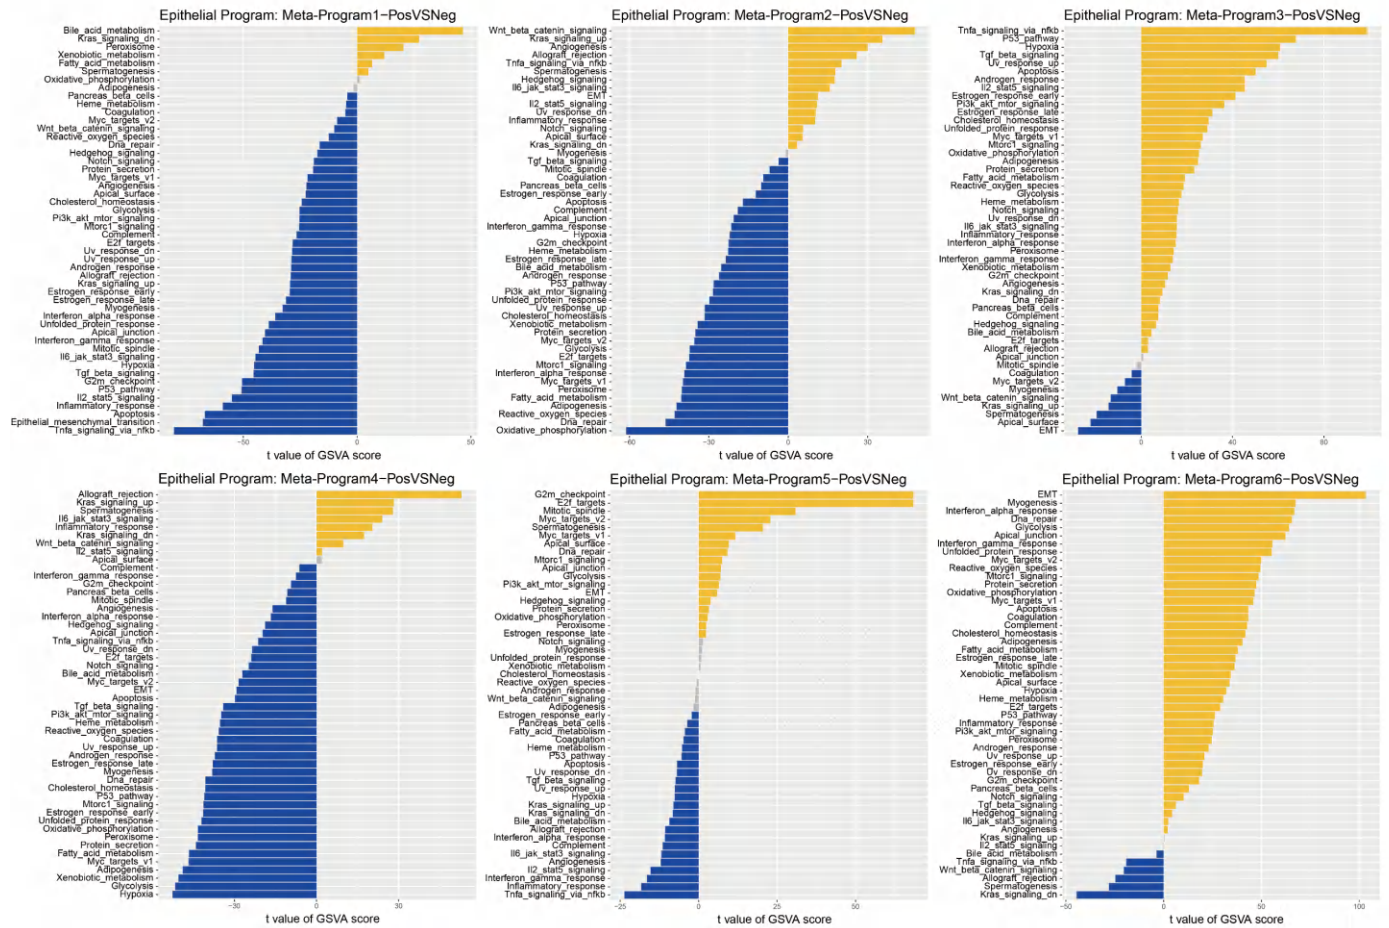 Epithelial Program: Meta-Program1-PosVSNeg
Bile_acid_metabolism
Kras_signaling_dn
Peroxisome
Xenobiotic_metabolism
Fatty_acid_metabolism
Spermatogenesis
Oxidative_phosphorylation
Adipogenesis
Pancreas_beta_cells
Heme_metabolism
Coagulation
Myc_targets_v2
Wnt_beta_catenin_signaling
Reactive_oxygen_species
Dna_repair
Hedgehog_signaling
Notch_signaling
Protein_secretion
Myc_targets_v1
Angiogenesis
Apical_surface
Cholesterol_homeostasis
Glycolysis
Pi3k_akt_mtor_signaling
Mtorc1_signaling
Complement
E2f_targets
Uv_response_dn
Uv_response_up
Androgen_response
Allograft_rejection
Kras_signaling_up
Estrogen_response_early
Estrogen_response_late
Myogenesis
Interferon_alpha_response
Unfolded_protein_response
Apical_junction
Interferon_gamma_response
Mitotic_spindle
Il6_jak_stat3_signaling
Hypoxia
Tgf_beta_signaling
G2m_checkpoint
P53_pathway
Il2_stat5_signaling
Inflammatory_response
Apoptosis
Epithelial_mesenchymal_transition
Tnfa_signaling_via_nfkb
-50 0 50
t value of GSVA score
Epithelial Program: Meta-Program2-PosVSNeg
Wnt_beta_catenin_signaling
Kras_signaling_up
Angiogenesis
Allograft_rejection
Tnfa_signaling_via_nfkb
Spermatogenesis
Hedgehog_signaling
Il6_jak_stat3_signaling
EMT
Il2_stat5_signaling
Uv_response_dn
Inflammatory_response
Notch_signaling
Apical_surface
Kras_signaling_dn
Myogenesis
Tgf_beta_signaling
Mitotic_spindle
Coagulation
Pancreas_beta_cells
Estrogen_response_early
Apoptosis
Complement
Apical_junction
Interferon_gamma_response
Hypoxia
G2m_checkpoint
Heme_metabolism
Estrogen_response_late
Bile_acid_metabolism
Androgen_response
P53_pathway
Pi3k_akt_mtor_signaling
Unfolded_protein_response
Uv_response_up
Cholesterol_homeostasis
Xenobiotic_metabolism
Protein_secretion
Myc_targets_v2
Glycolysis
E2f_targets
Mtorc1_signaling
Interferon_alpha_response
Myc_targets_v1
Peroxisome
Fatty_acid_metabolism
Adipogenesis
Reactive_oxygen_species
Dna_repair
Oxidative_phosphorylation
-60 -30 0 30
t value of GSVA score
Epithelial Program: Meta-Program3-PosVSNeg
Tnfa_signaling_via_nfkb
P53_pathway
Hypoxia
Tgf_beta_signaling
Uv_response_up
Apoptosis
Androgen_response
Il2_stat5_signaling
Estrogen_response_early
Pi3k_akt_mtor_signaling
Estrogen_response_late
Cholesterol_homeostasis
Unfolded_protein_response
Myc_targets_v1
Mtorc1_signaling
Oxidative_phosphorylation
Adipogenesis
Protein_secretion
Fatty_acid_metabolism
Reactive_oxygen_species
Glycolysis
Heme_metabolism
Notch_signaling
Uv_response_dn
Il6_jak_stat3_signaling
Inflammatory_response
Interferon_alpha_response
Peroxisome
Interferon_gamma_response
Xenobiotic_metabolism
G2m_checkpoint
Angiogenesis
Kras_signaling_dn
Dna_repair
Pancreas_beta_cells
Complement
Hedgehog_signaling
Bile_acid_metabolism
E2f_targets
Allograft_rejection
Apical_junction
Mitotic_spindle
Coagulation
Myc_targets_v2
Myogenesis
Wnt_beta_catenin_signaling
Kras_signaling_up
Spermatogenesis
Apical_surface
EMT
0 40 80
t value of GSVA score
Epithelial Program: Meta-Program4-PosVSNeg
Allograft_rejection
Kras_signaling_up
Spermatogenesis
Il6_jak_stat3_signaling
Inflammatory_response
Kras_signaling_dn
Wnt_beta_catenin_signaling
Il2_stat5_signaling
Apical_surface
Complement
Interferon_gamma_response
G2m_checkpoint
Pancreas_beta_cells
Mitotic_spindle
Angiogenesis
Interferon_alpha_response
Hedgehog_signaling
Apical_junction
Tnfa_signaling_via_nfkb
Uv_response_dn
E2f_targets
Notch_signaling
Bile_acid_metabolism
Myc_targets_v2
EMT
Apoptosis
Tgf_beta_signaling
Pi3k_akt_mtor_signaling
Heme_metabolism
Reactive_oxygen_species
Coagulation
Uv_response_up
Androgen_response
Estrogen_response_late
Myogenesis
Dna_repair
Cholesterol_homeostasis
P53_pathway
Mtorc1_signaling
Estrogen_response_early
Unfolded_protein_response
Oxidative_phosphorylation
Peroxisome
Protein_secretion
Fatty_acid_metabolism
Myc_targets_v1
Adipogenesis
Xenobiotic_metabolism
Glycolysis
Hypoxia
-30 0 30
t value of GSVA score
Epithelial Program: Meta-Program5-PosVSNeg
G2m_checkpoint
E2f_targets
Mitotic_spindle
Myc_targets_v2
Spermatogenesis
Myc_targets_v1
Apical_surface
Dna_repair
Mtorc1_signaling
Apical_junction
Glycolysis
Pi3k_akt_mtor_signaling
EMT
Hedgehog_signaling
Protein_secretion
Oxidative_phosphorylation
Peroxisome
Estrogen_response_late
Notch_signaling
Myogenesis
Unfolded_protein_response
Xenobiotic_metabolism
Cholesterol_homeostasis
Reactive_oxygen_species
Androgen_response
Wnt_beta_catenin_signaling
Adipogenesis
Estrogen_response_early
Pancreas_beta_cells
Fatty_acid_metabolism
Coagulation
Heme_metabolism
P53_pathway
Apoptosis
Uv_response_dn
Tgf_beta_signaling
Uv_response_up
Hypoxia
Kras_signaling_up
Kras_signaling_dn
Bile_acid_metabolism
Allograft_rejection
Interferon_alpha_response
Complement
Il6_jak_stat3_signaling
Angiogenesis
Il2_stat5_signaling
Interferon_gamma_response
Inflammatory_response
Tnfa_signaling_via_nfkb
-25 0 25 50
t value of GSVA score
Epithelial Program: Meta-Program6-PosVSNeg
EMT
Myogenesis
Interferon_alpha_response
Dna_repair
Glycolysis
Apical_junction
Interferon_gamma_response
Unfolded_protein_response
Myc_targets_v2
Reactive_oxygen_species
Mtorc1_signaling
Protein_secretion
Oxidative_phosphorylation
Myc_targets_v1
Apoptosis
Coagulation
Complement
Cholesterol_homeostasis
Adipogenesis
Fatty_acid_metabolism
Estrogen_response_late
Mitotic_spindle
Xenobiotic_metabolism
Apical_surface
Hypoxia
Heme_metabolism
E2f_targets
P53_pathway
Inflammatory_response
Pi3k_akt_mtor_signaling
Peroxisome
Androgen_response
Uv_response_up
Estrogen_response_early
Uv_response_dn
G2m_checkpoint
Pancreas_beta_cells
Notch_signaling
Tgf_beta_signaling
Hedgehog_signaling
Il6_jak_stat3_signaling
Angiogenesis
Kras_signaling_up
Il2_stat5_signaling
Bile_acid_metabolism
Tnfa_signaling_via_nfkb
Wnt_beta_catenin_signaling
Allograft_rejection
Spermatogenesis
Kras_signaling_dn
-50 0 50 100
t value of GSVA score